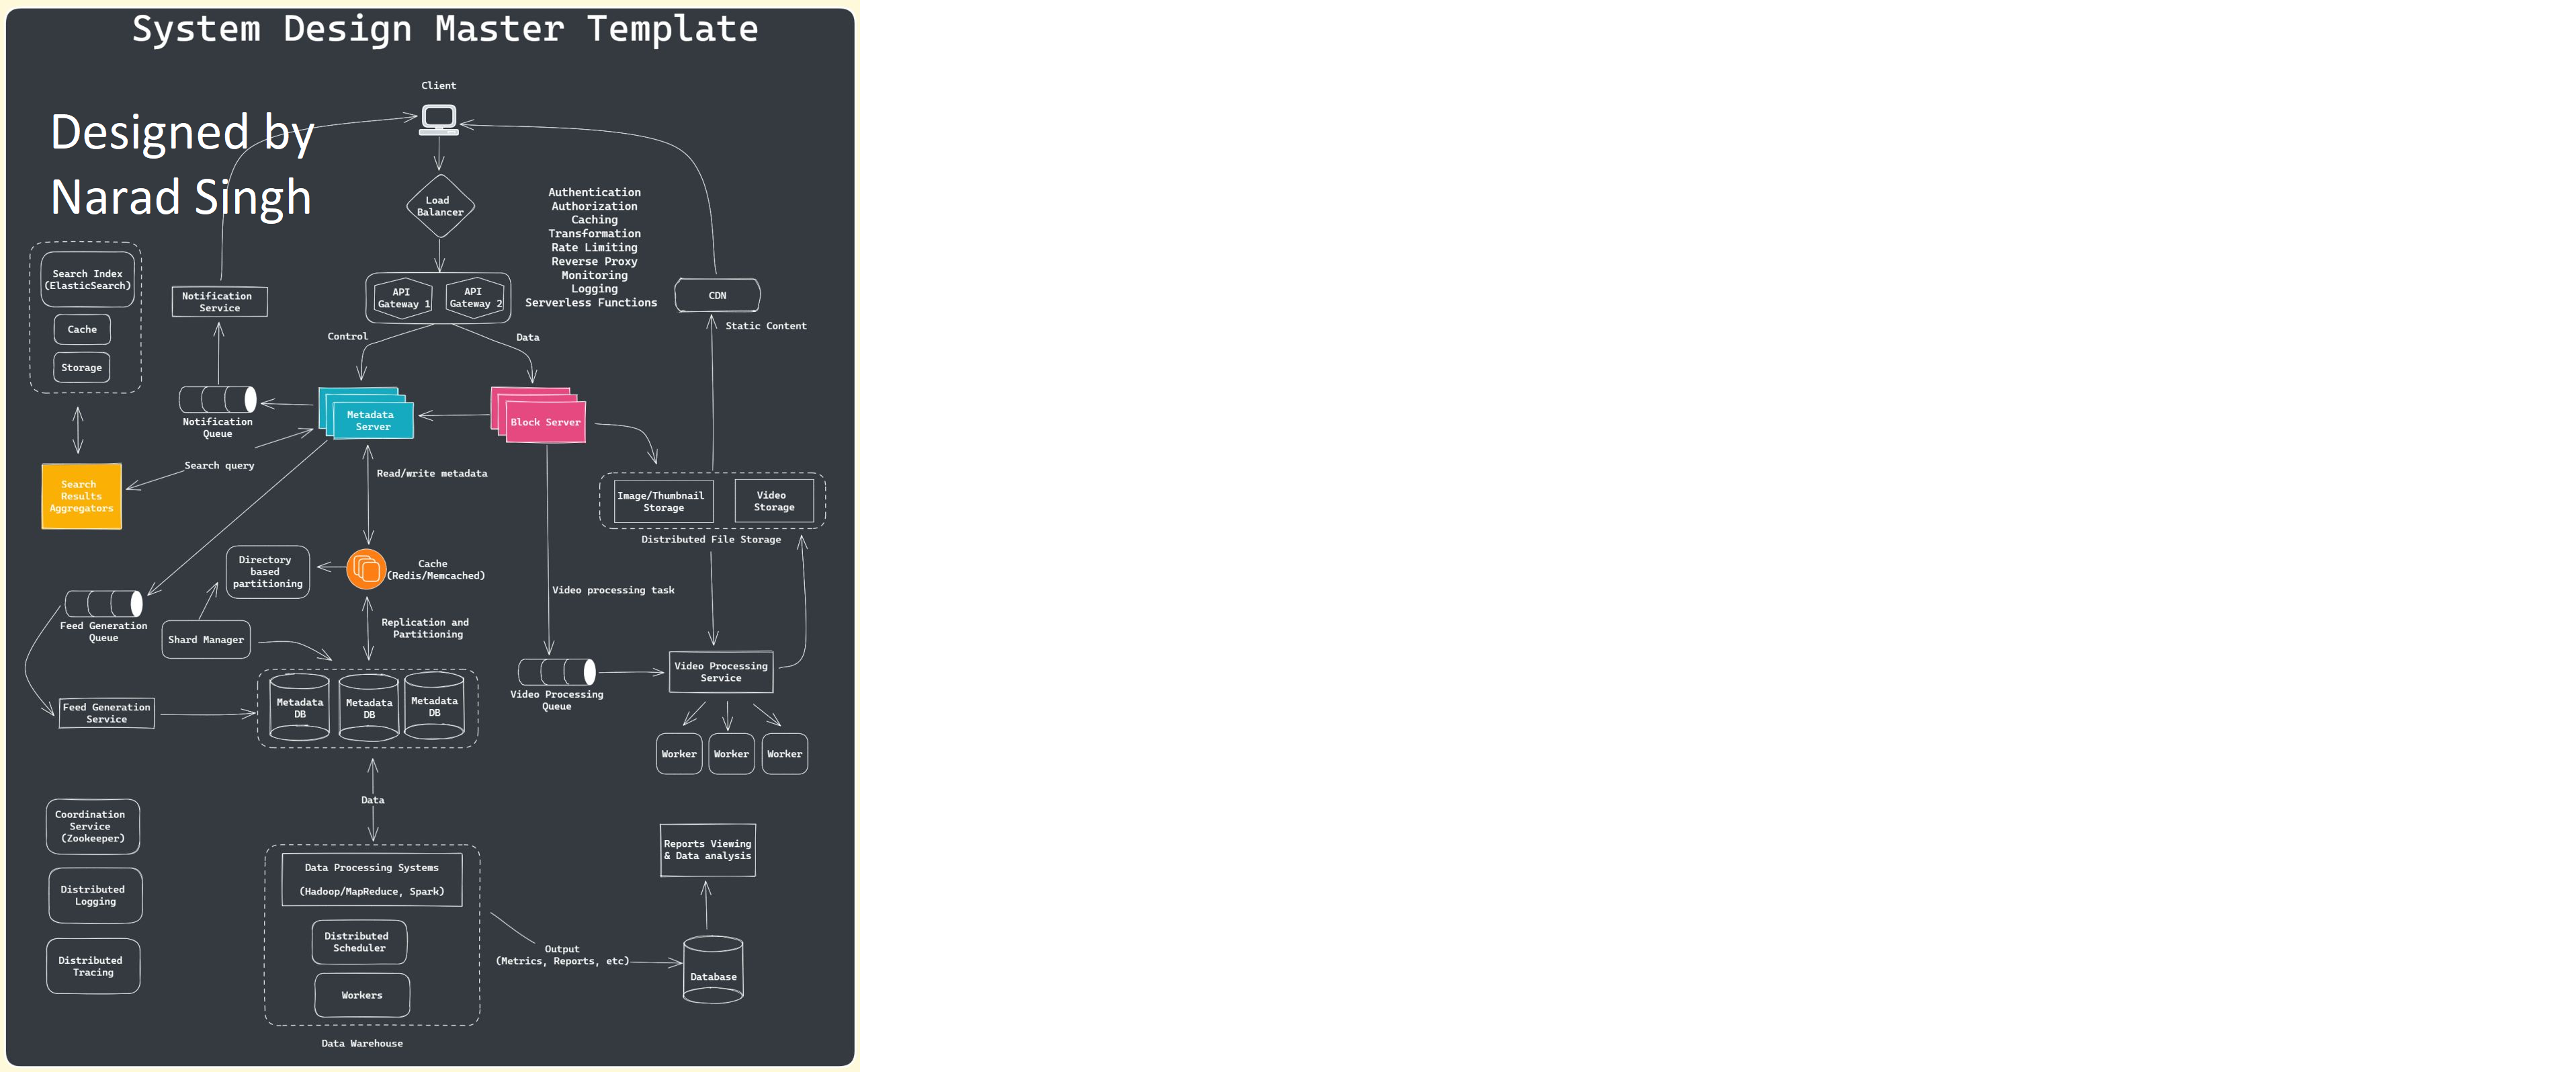 System Design Master Template
Client
Designed by
Narad Singh
Load
Balancer
Authentication
Authorization
Caching
Transformation
Rate Limiting
Reverse Proxy
Monitoring
Logging
Serverless Functions
Search Index
(ElasticSearch)
Cache
Storage
Notification
Service
API
Gateway 1
API
Gateway 2
CDN
Static Content
Control
Data
Notification
Queue
Metadata
Server
Block Server
Search query
Search
Results
Aggregators
Read/write metadata
Image/Thumbnail
Storage
Video
Storage
Distributed File Storage
Directory
based
partitioning
Cache
(Redis/Memcached)
Video processing task
Feed Generation
Queue
Shard Manager
Replication and
Partitioning
Video Processing
Queue
Video Processing
Service
Feed Generation
Service
Metadata
DB
Metadata
DB
Metadata
DB
Worker
Worker
Worker
Data
Coordination
Service
(Zookeeper)
Distributed
Logging
Distributed
Tracing
Data Processing Systems
(Hadoop/MapReduce, Spark)
Distributed
Scheduler
Workers
Data Warehouse
Output
(Metrics, Reports, etc)
Reports Viewing
& Data analysis
Database